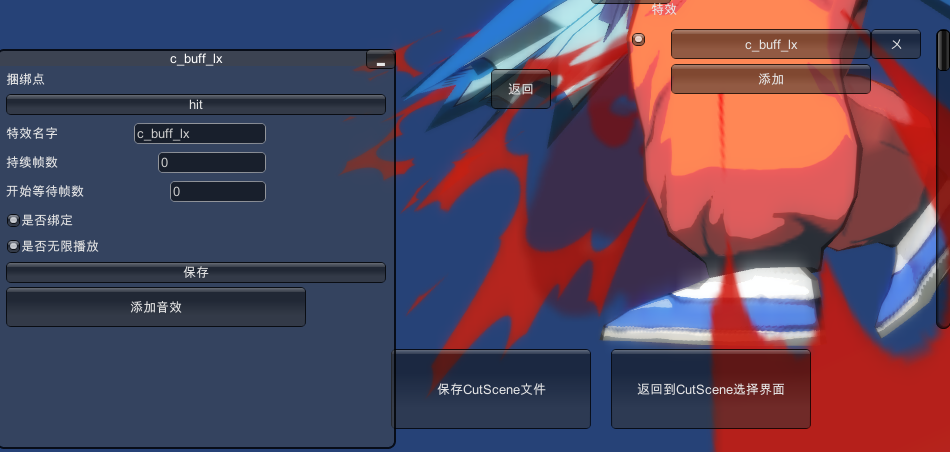 特效
c_buff_lx
添加
返回
c_buff_lx
捆绑点
hit
特效名字 c_buff_lx
持续帧数 0
开始等待帧数 0
是否绑定
是否无限播放
保存
添加音效
保存CutScene文件
返回到CutScene选择界面